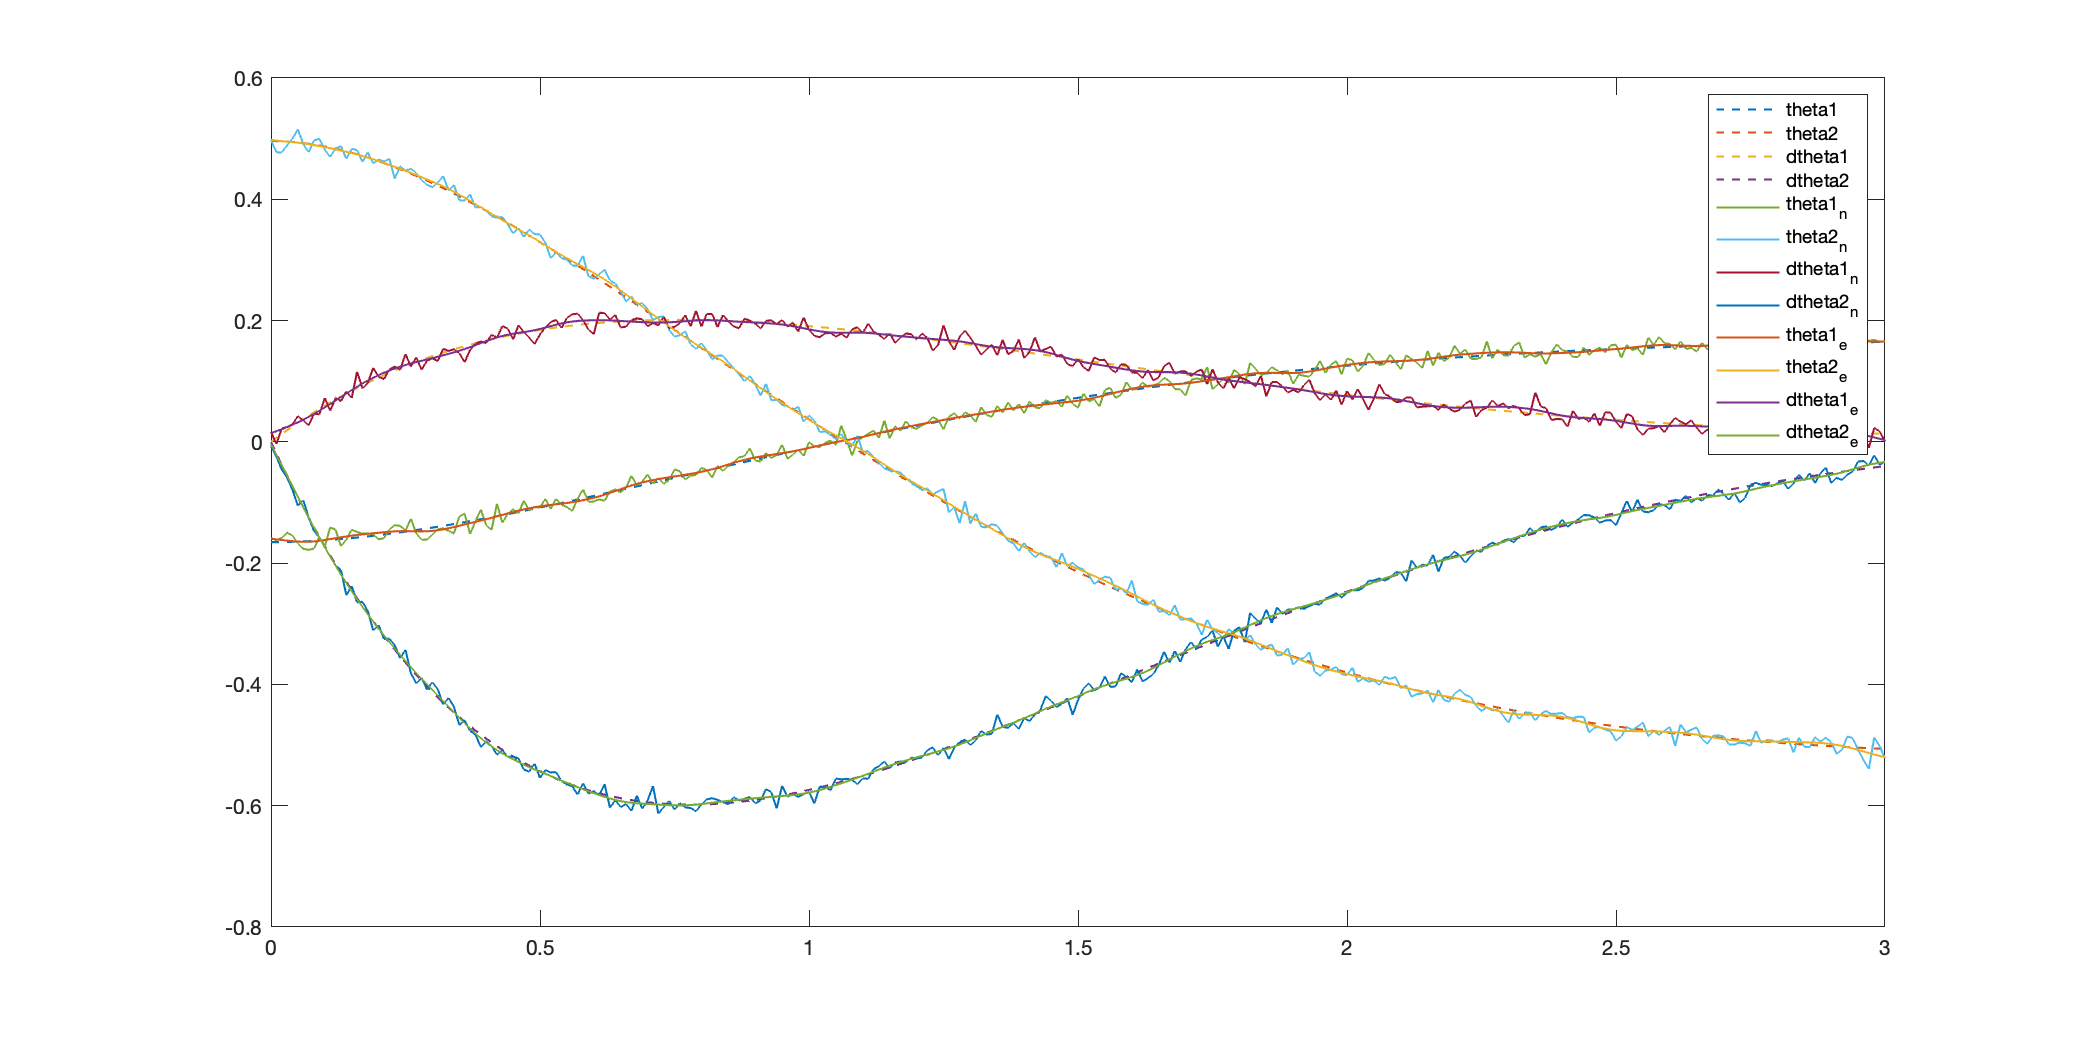 0.6
0.4
0.2
0
-0.2
-0.4
-0.6
-0.8
0 0.5 1 1.5 2 2.5 3
theta1
theta2
dtheta1
dtheta2
theta1n
theta2n
dtheta1n
dtheta2n
theta1e
theta2e
dtheta1e
dtheta2e